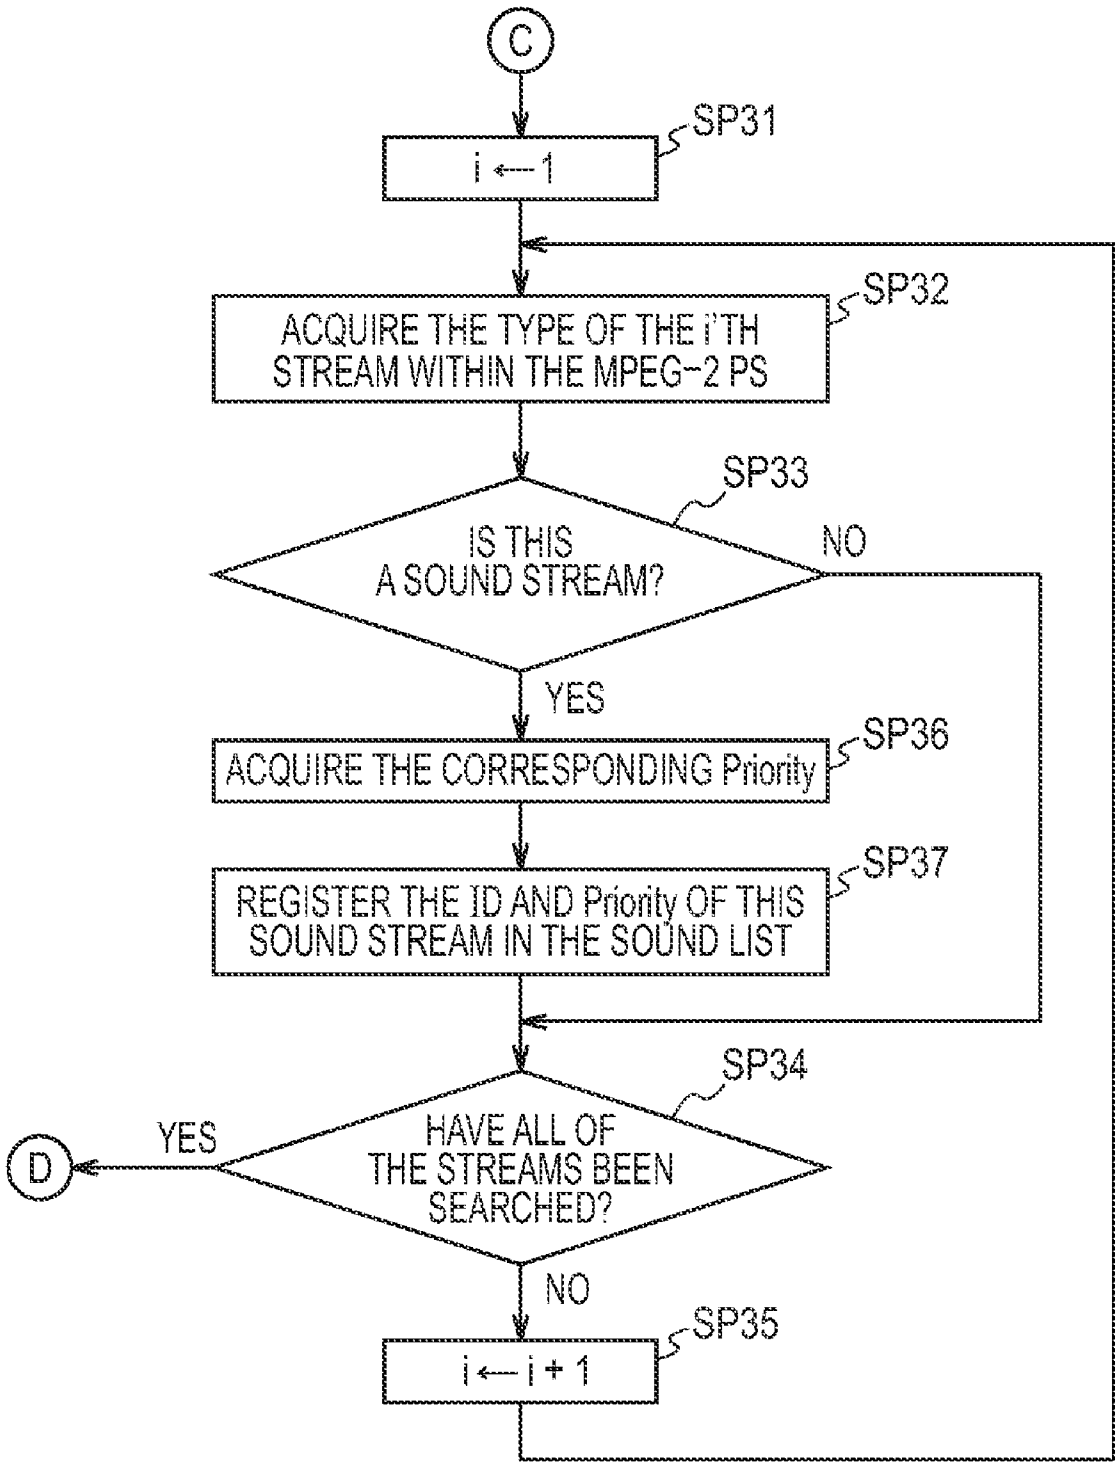 C
SP31
i ← 1
SP32
ACQUIRE THE TYPE OF THE i'TH
STREAM WITHIN THE MPEG-2 PS
SP33
IS THIS
A SOUND STREAM?
NO
YES
SP36
ACQUIRE THE CORRESPONDING Priority
SP37
REGISTER THE ID AND Priority OF THIS
SOUND STREAM IN THE SOUND LIST
SP34
HAVE ALL OF
THE STREAMS BEEN
SEARCHED?
YES
D
NO
SP35
i ← i + 1